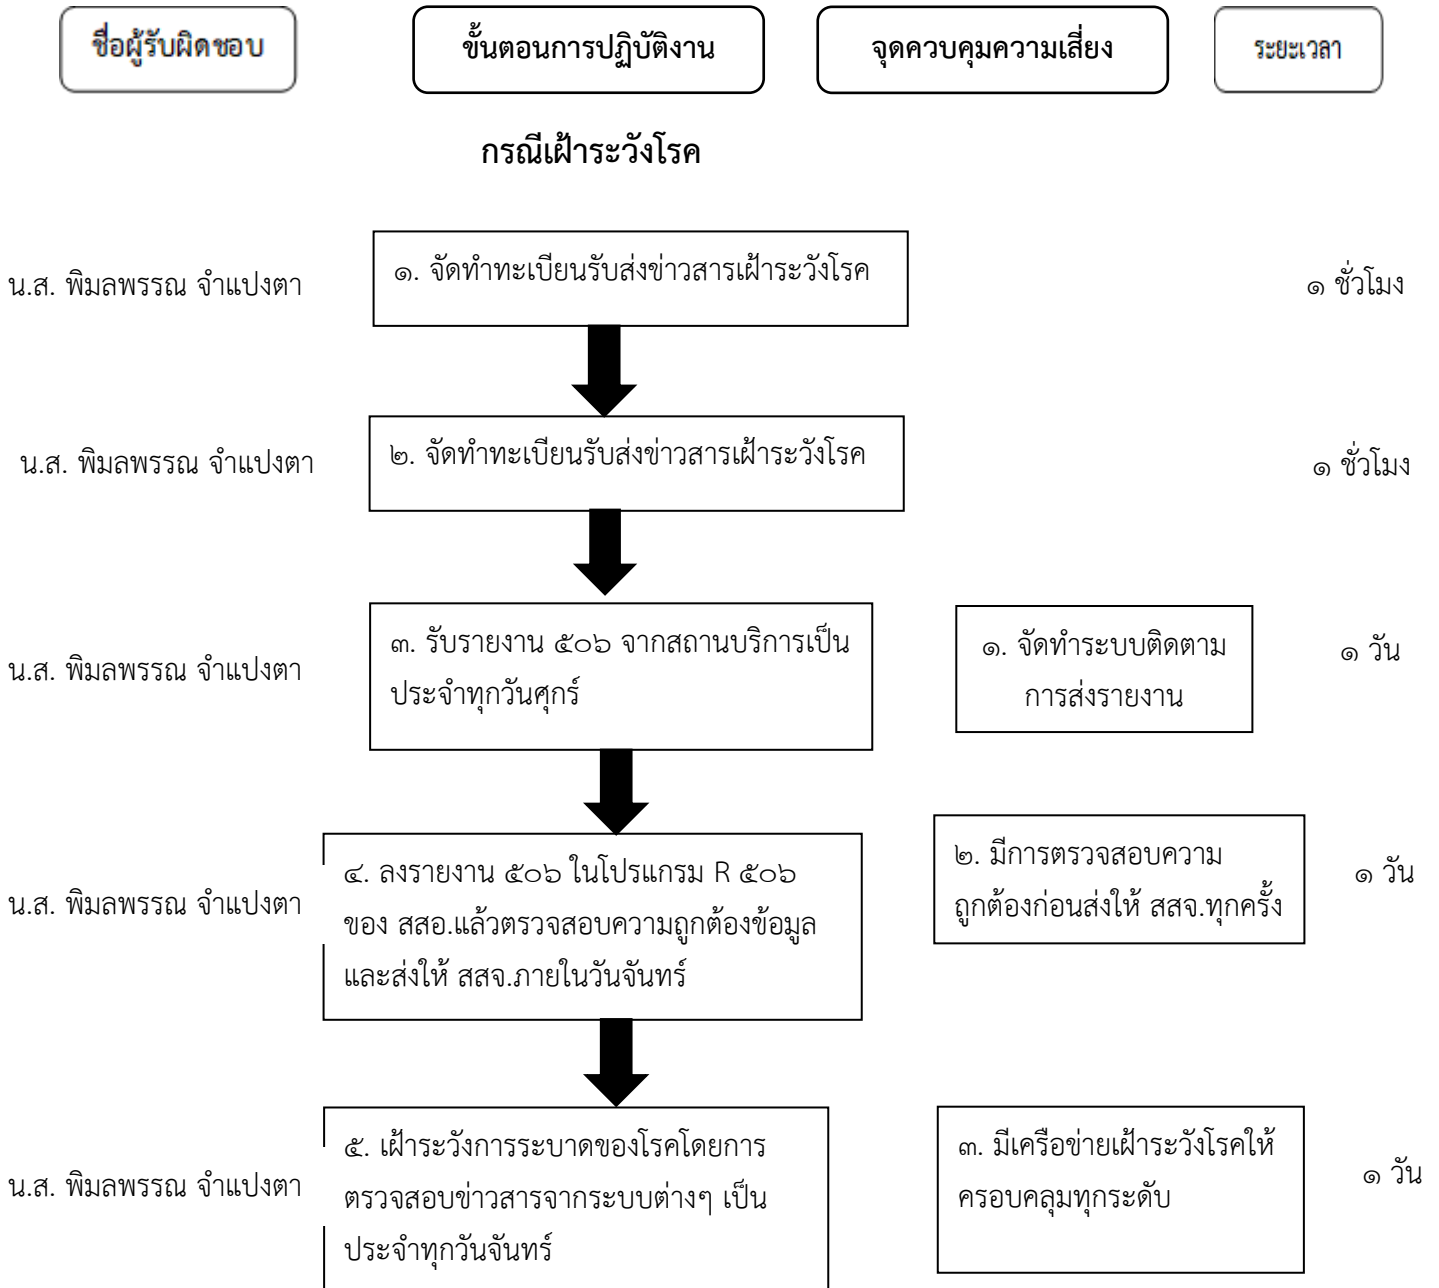 ชื่อผู้รับผิดชอบ
ขั้นตอนการปฏิบัติงาน
จุดควบคุมความเสี่ยง
ระยะเวลา
กรณีเฝ้าระวังโรค
น.ส. พิมลพรรณ จำแปงตา
๑. จัดทำทะเบียนรับส่งข่าวสารเฝ้าระวังโรค
๑ ชั่วโมง
น.ส. พิมลพรรณ จำแปงตา
๒. จัดทำทะเบียนรับส่งข่าวสารเฝ้าระวังโรค
๑ ชั่วโมง
น.ส. พิมลพรรณ จำแปงตา
๓. รับรายงาน ๕๐๖ จากสถานบริการเป็น
ประจำทุกวันศุกร์
๑. จัดทำระบบติดตาม
การส่งรายงาน
๑ วัน
น.ส. พิมลพรรณ จำแปงตา
๔. ลงรายงาน ๕๐๖ ในโปรแกรม R ๕๐๖
ของ สสอ.แล้วตรวจสอบความถูกต้องข้อมูล
และส่งให้ สสจ.ภายในวันจันทร์
๒. มีการตรวจสอบความ
ถูกต้องก่อนส่งให้ สสจ.ทุกครั้ง
๑ วัน
น.ส. พิมลพรรณ จำแปงตา
๕. เฝ้าระวังการระบาดของโรคโดยการ
ตรวจสอบข่าวสารจากระบบต่างๆ เป็น
ประจำทุกวันจันทร์
๓. มีเครือข่ายเฝ้าระวังโรคให้
ครอบคลุมทุกระดับ
๑ วัน